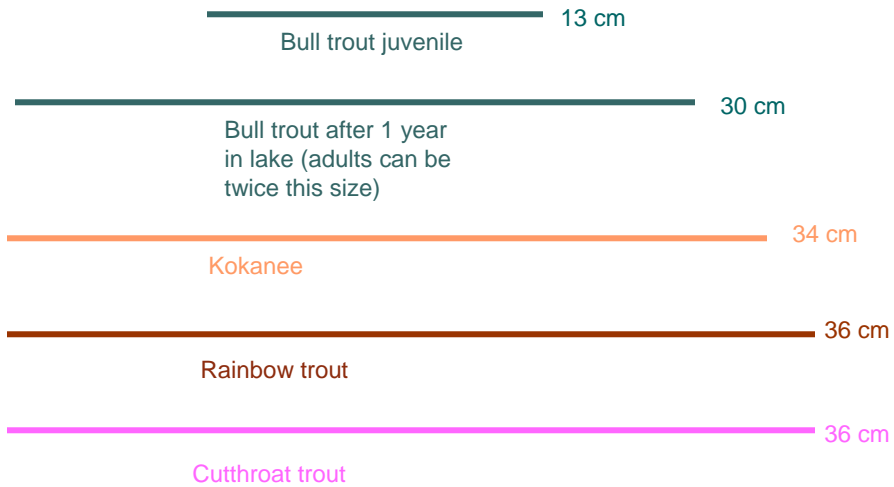 13 cm
Bull trout juvenile
30 cm
Bull trout after 1 year
in lake (adults can be
twice this size)
34 cm
Kokanee
36 cm
Rainbow trout
36 cm
Cutthroat trout